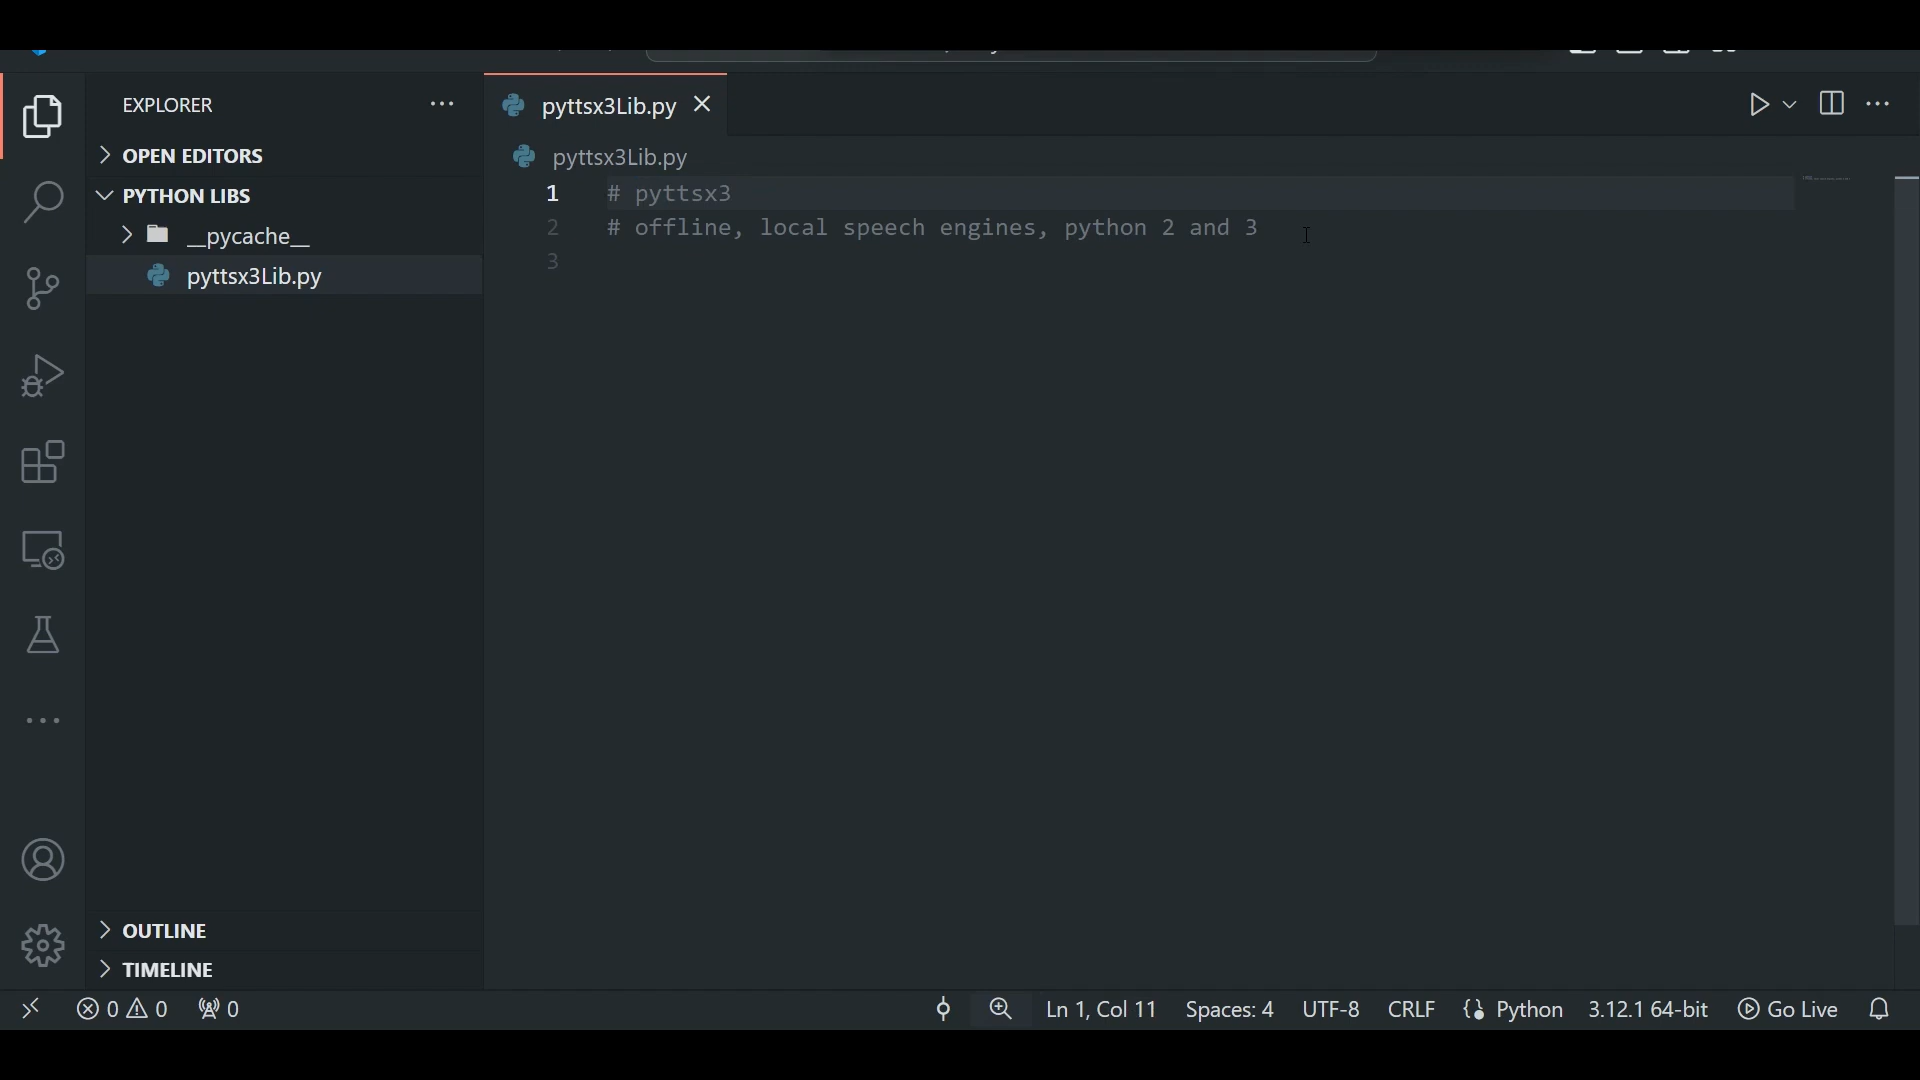 EXPLORER
OPEN EDITORS
PYTHON LIBS
__pycache__
pyttsx3Lib.py
OUTLINE
TIMELINE
pyttsx3Lib.py
pyttsx3Lib.py
1 # pyttsx3
2 # offline, local speech engines, python 2 and 3
3
0 0 0 Ln 1, Col 11 Spaces: 4 UTF-8 CRLF Python 3.12.1 64-bit Go Live